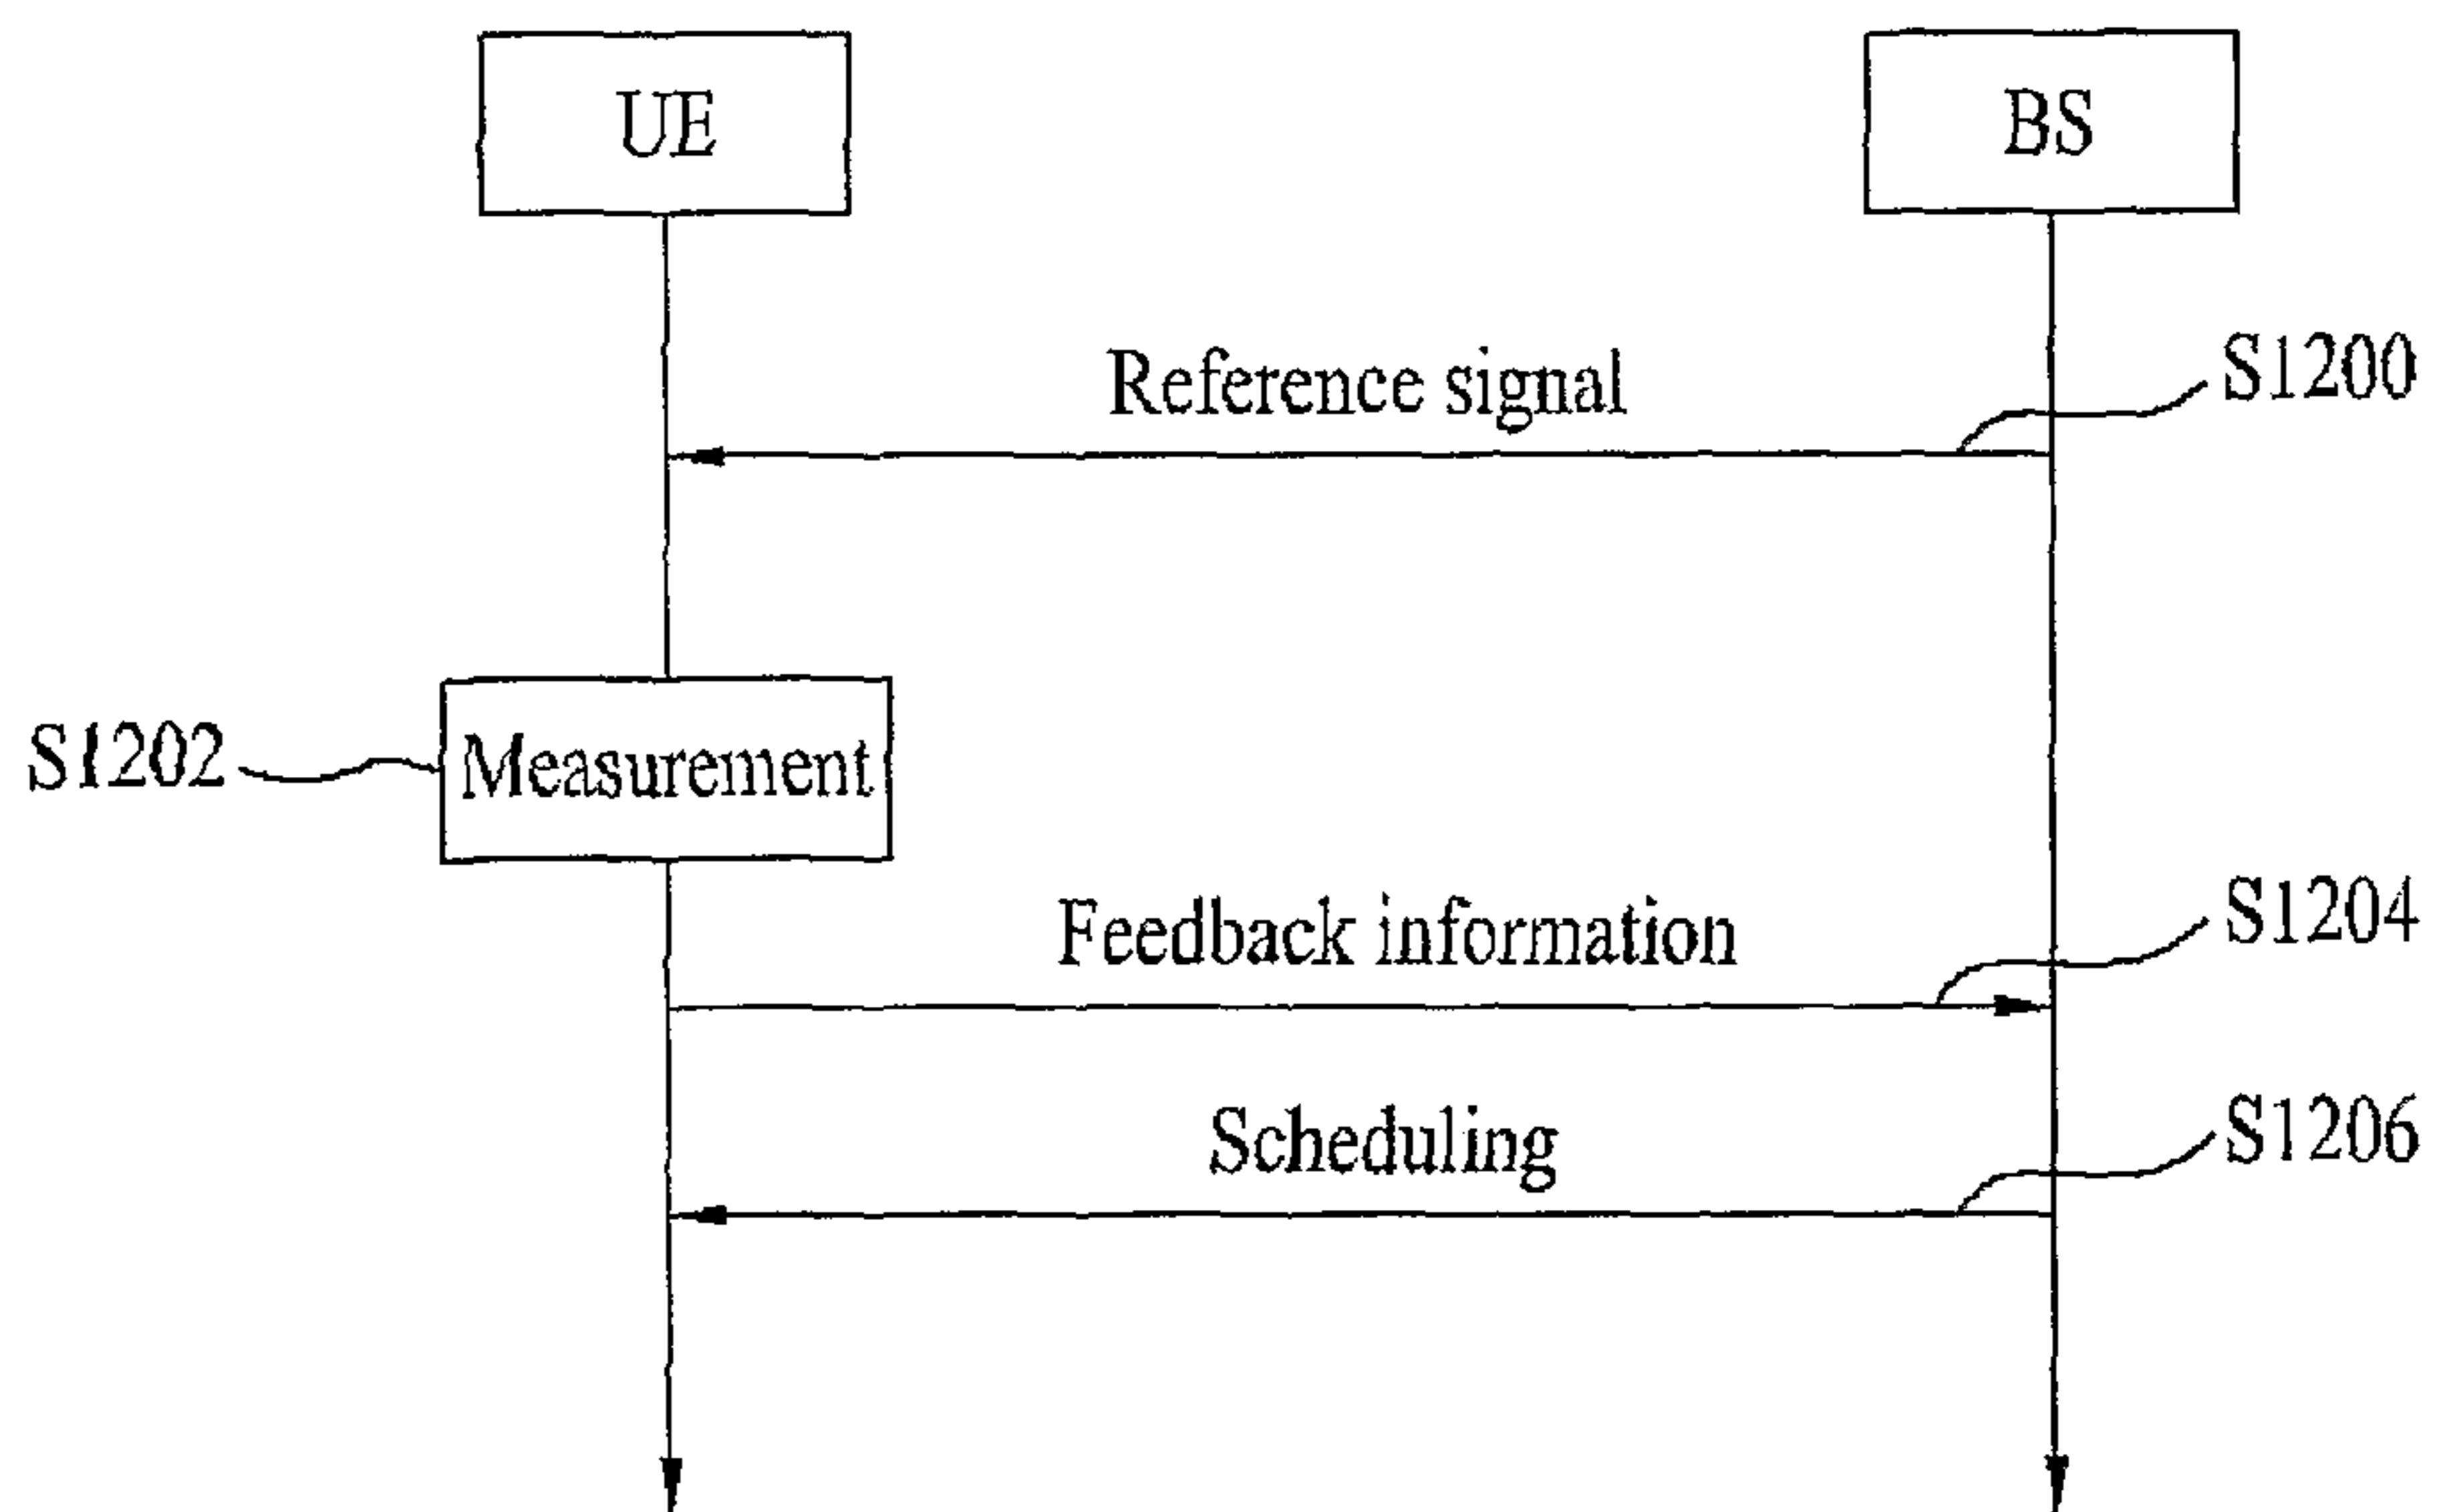 UE
BS
Reference signal
S1200
S1202
Measurement
Feedback information
S1204
Scheduling
S1206